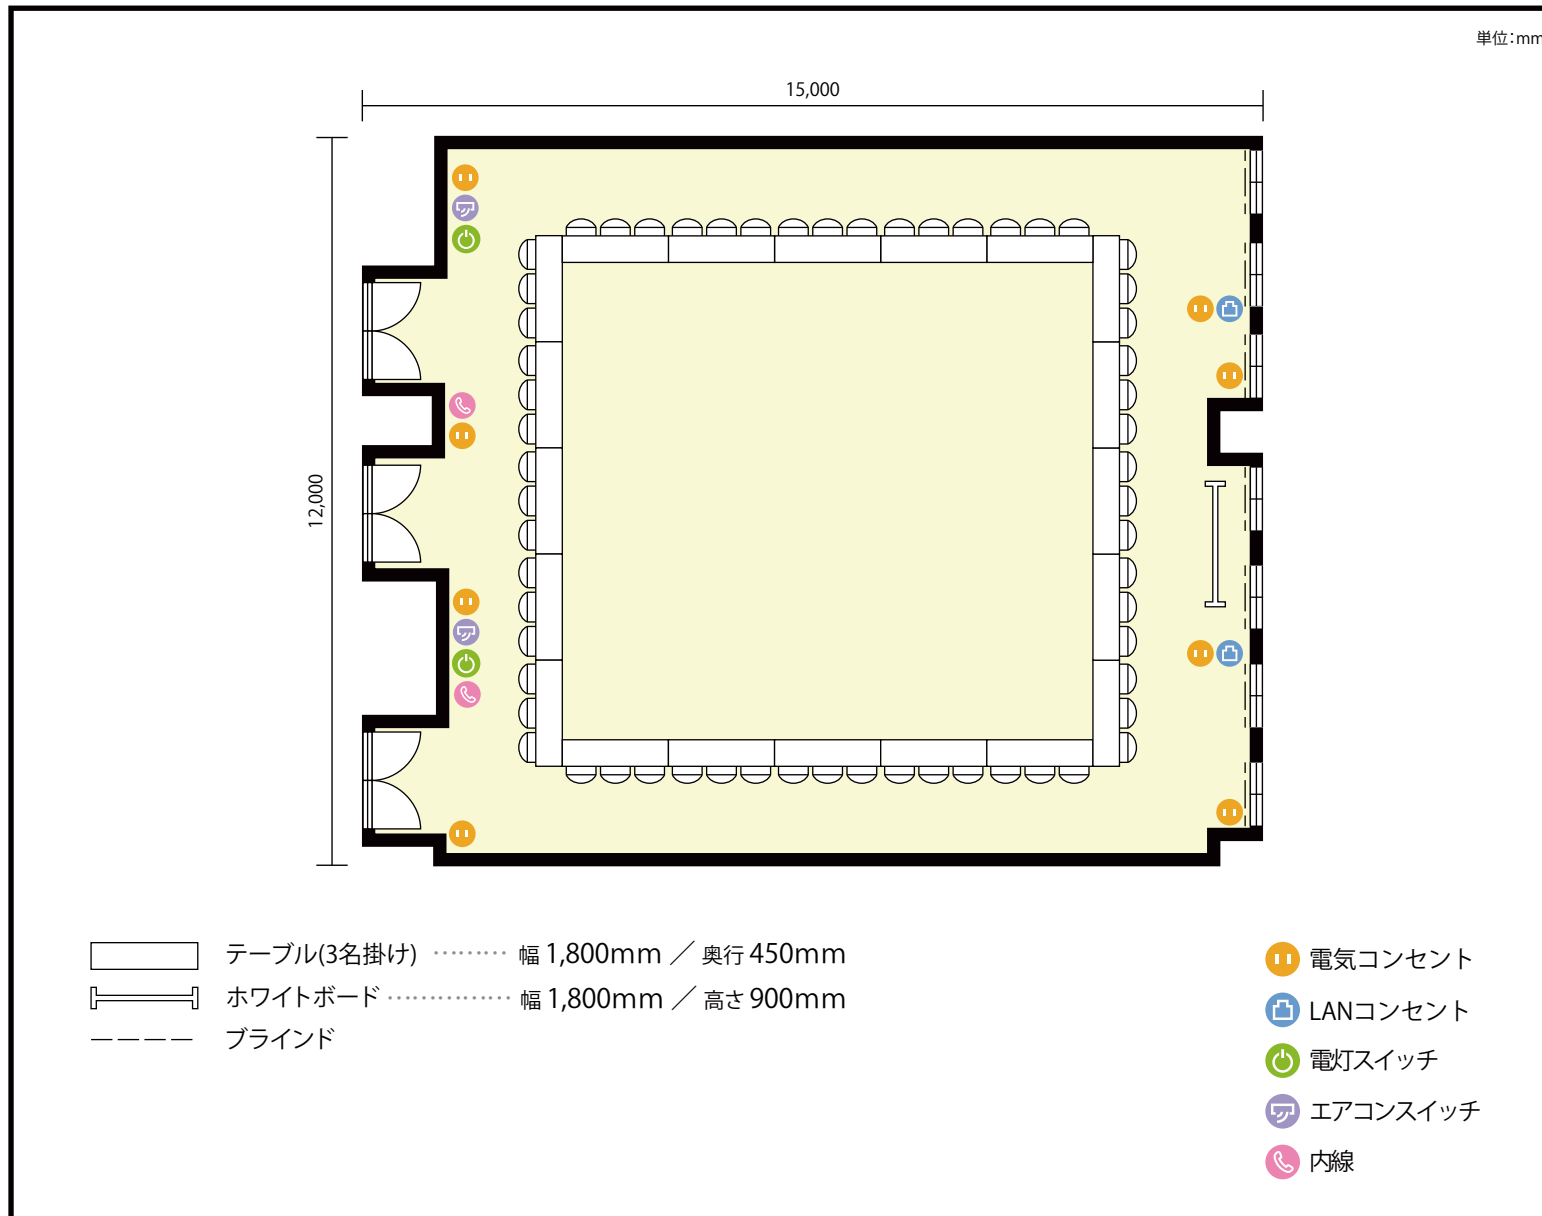 単位:mm
15,000
12,000
テーブル(3名掛け) ········· 幅 1,800mm ／ 奥行 450mm
ホワイトボード ··············· 幅 1,800mm ／ 高さ 900mm
ブラインド
電気コンセント
LANコンセント
電灯スイッチ
エアコンスイッチ
内線